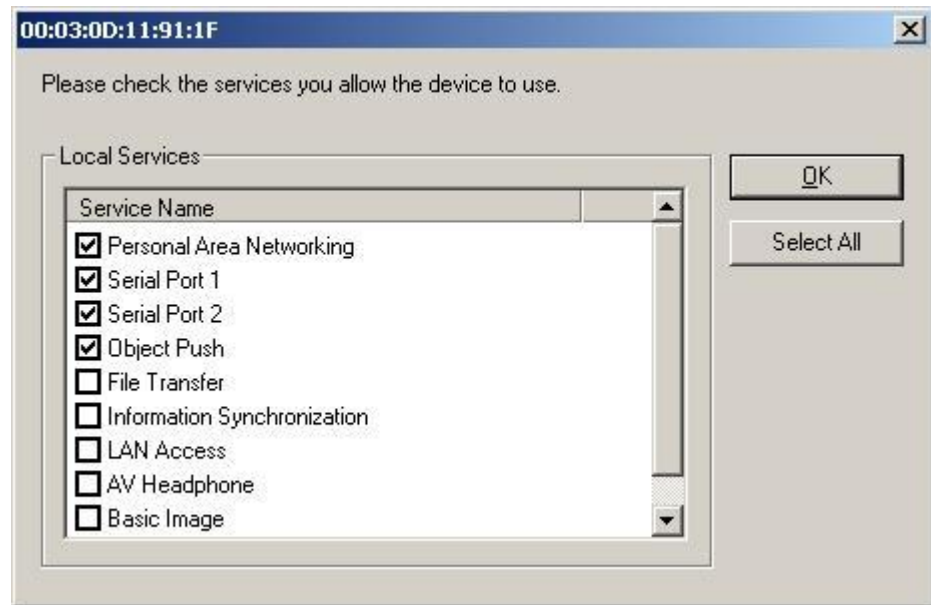 00:03:0D:11:91:1F
Please check the services you allow the device to use.
Local Services
OK
Service Name
Select All
Personal Area Networking
Serial Port 1
Serial Port 2
Object Push
File Transfer
Information Synchronization
LAN Access
AV Headphone
Basic Image